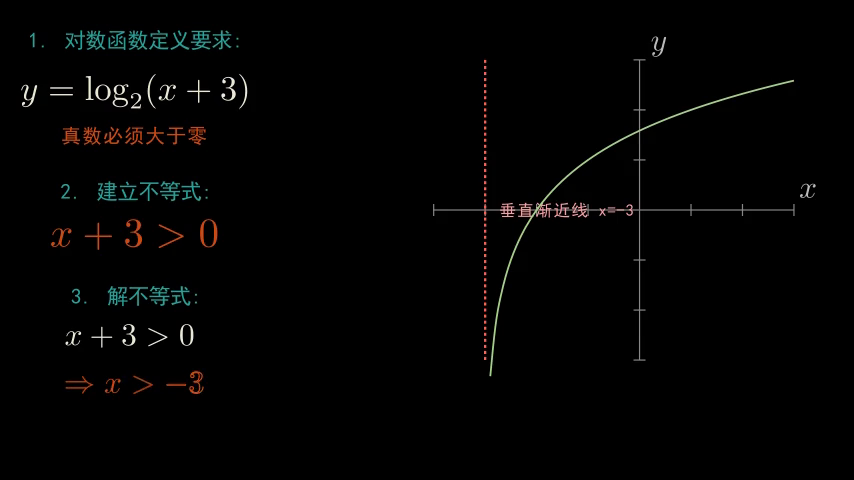 1. 对数函数定义要求:
y = log₂(x + 3)
真数必须大于零
2. 建立不等式:
x + 3 > 0
3. 解不等式:
x + 3 > 0
⇒ x > −3
y
x
垂直渐近线 x=-3